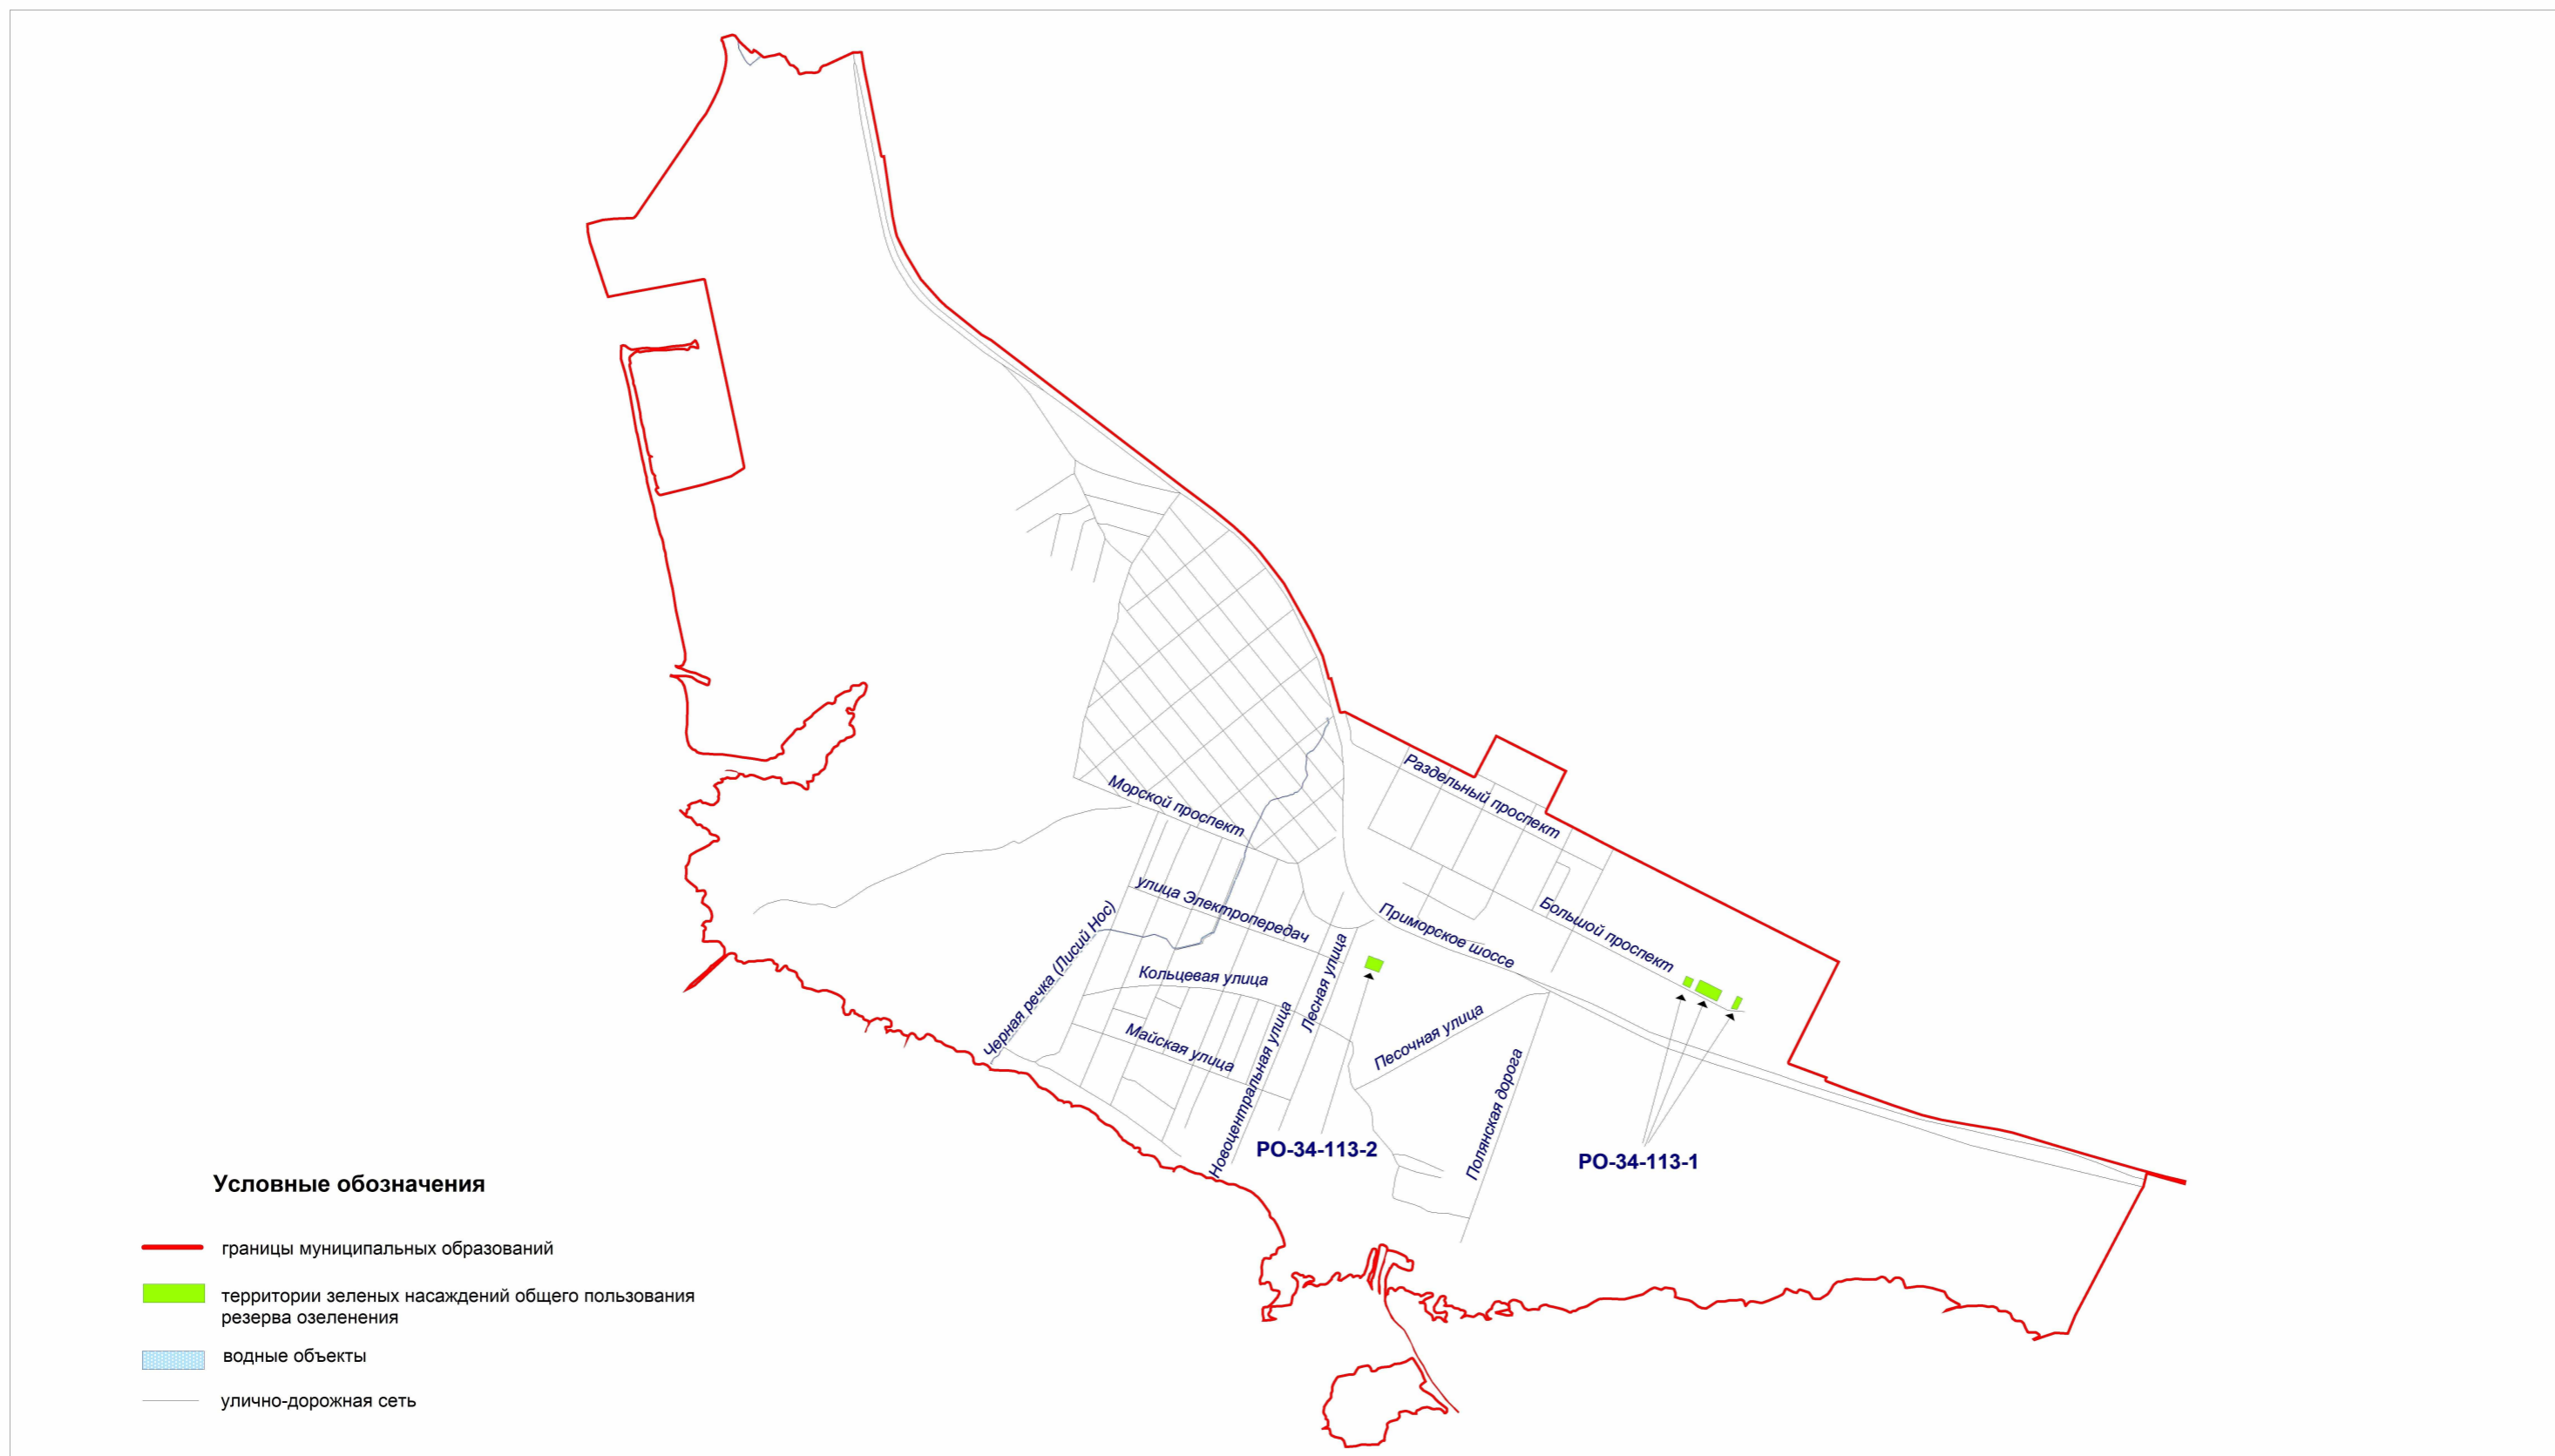 Раздельный проспект
Морской проспект
улица Электропередач
Большой проспект
Приморское шоссе
Черная речка (Лисий Нос)
Кольцевая улица
Лесная улица
Новоцентральная улица
Песочная улица
Майская улица
Полянская дорога
РО-34-113-2
РО-34-113-1
Условные обозначения
границы муниципальных образований
территории зеленых насаждений общего пользования
резерва озеленения
водные объекты
улично-дорожная сеть